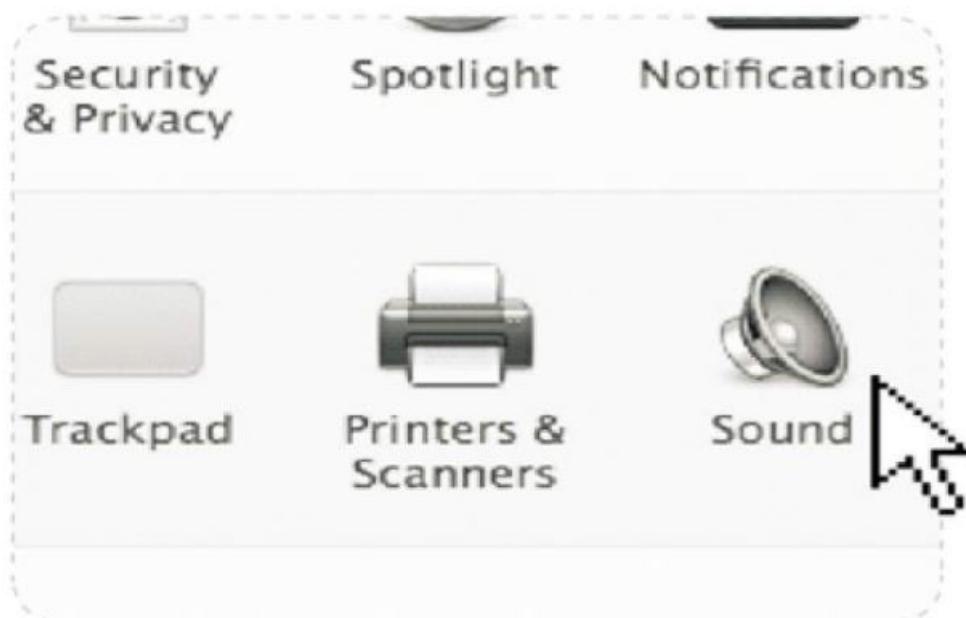 Security Spotlight Notifications
& Privacy
Trackpad Printers & Sound
Scanners